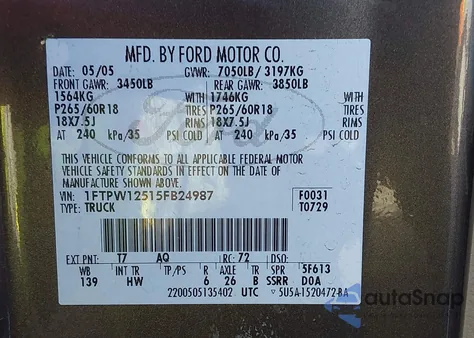 MFD. BY FORD MOTOR CO.
DATE: 05/05 GVWR: 7050LB/ 3197KG
FRONT GAWR: 3450LB REAR GAWR: 3850LB
1564KG WITH 1746KG WITH
P265/60R18 TIRES P265/60R18 TIRES
18X7.5J RIMS 18X7.5J RIMS
AT 240 kPa/35 PSI COLD AT 240 kPa/35 PSI COLD
Ford
THIS VEHICLE CONFORMS TO ALL APPLICABLE FEDERAL MOTOR
VEHICLE SAFETY STANDARDS IN EFFECT ON THE DATE OF
MANUFACTURE SHOWN ABOVE.
VIN: 1FTPW12515FB24987 F0031
TYPE: TRUCK T0729
EXT PNT: T7 AQ RC: 72 DSO:
WB INT TR TP/PS R AXLE TR SPR 5F613
139 HW 6 26 B SSRR DOA
2200505135402 UTC 5U5A-1520472-BA
autoSnap